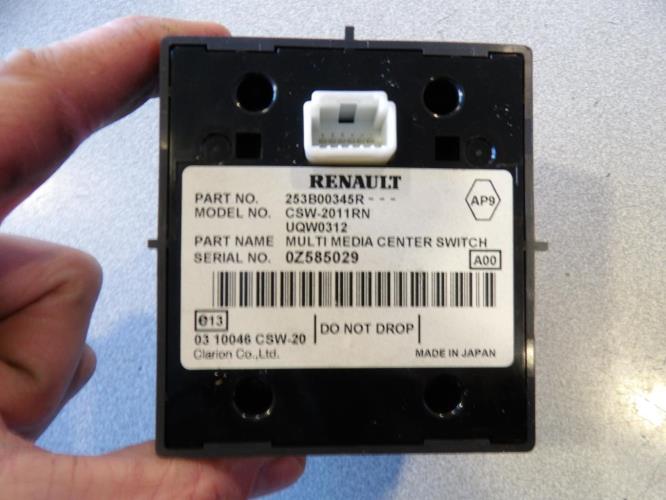 RENAULT
PART NO. 253B00345R - - -
MODEL NO. CSW-2011RN
UQW0312
AP9
PART NAME MULTI MEDIA CENTER SWITCH
SERIAL NO. 0Z585029
A00
e13
03 10046 CSW-20
DO NOT DROP
Clarion Co.,Ltd.
MADE IN JAPAN